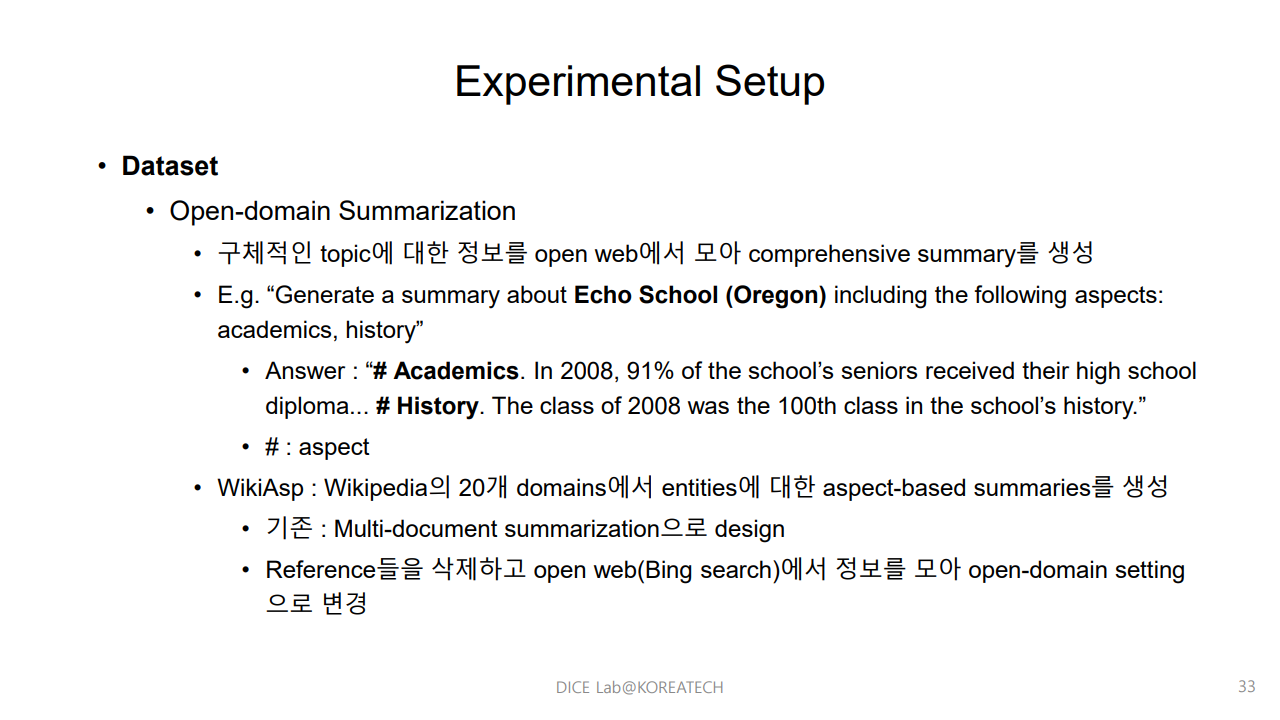 Experimental Setup
• Dataset
• Open-domain Summarization
• 구체적인 topic에 대한 정보를 open web에서 모아 comprehensive summary를 생성
• E.g. “Generate a summary about Echo School (Oregon) including the following aspects:
academics, history”
• Answer : “# Academics. In 2008, 91% of the school’s seniors received their high school
diploma... # History. The class of 2008 was the 100th class in the school’s history.”
• # : aspect
• WikiAsp : Wikipedia의 20개 domains에서 entities에 대한 aspect-based summaries를 생성
• 기존 : Multi-document summarization으로 design
• Reference들을 삭제하고 open web(Bing search)에서 정보를 모아 open-domain setting
으로 변경
DICE Lab@KOREATECH
33